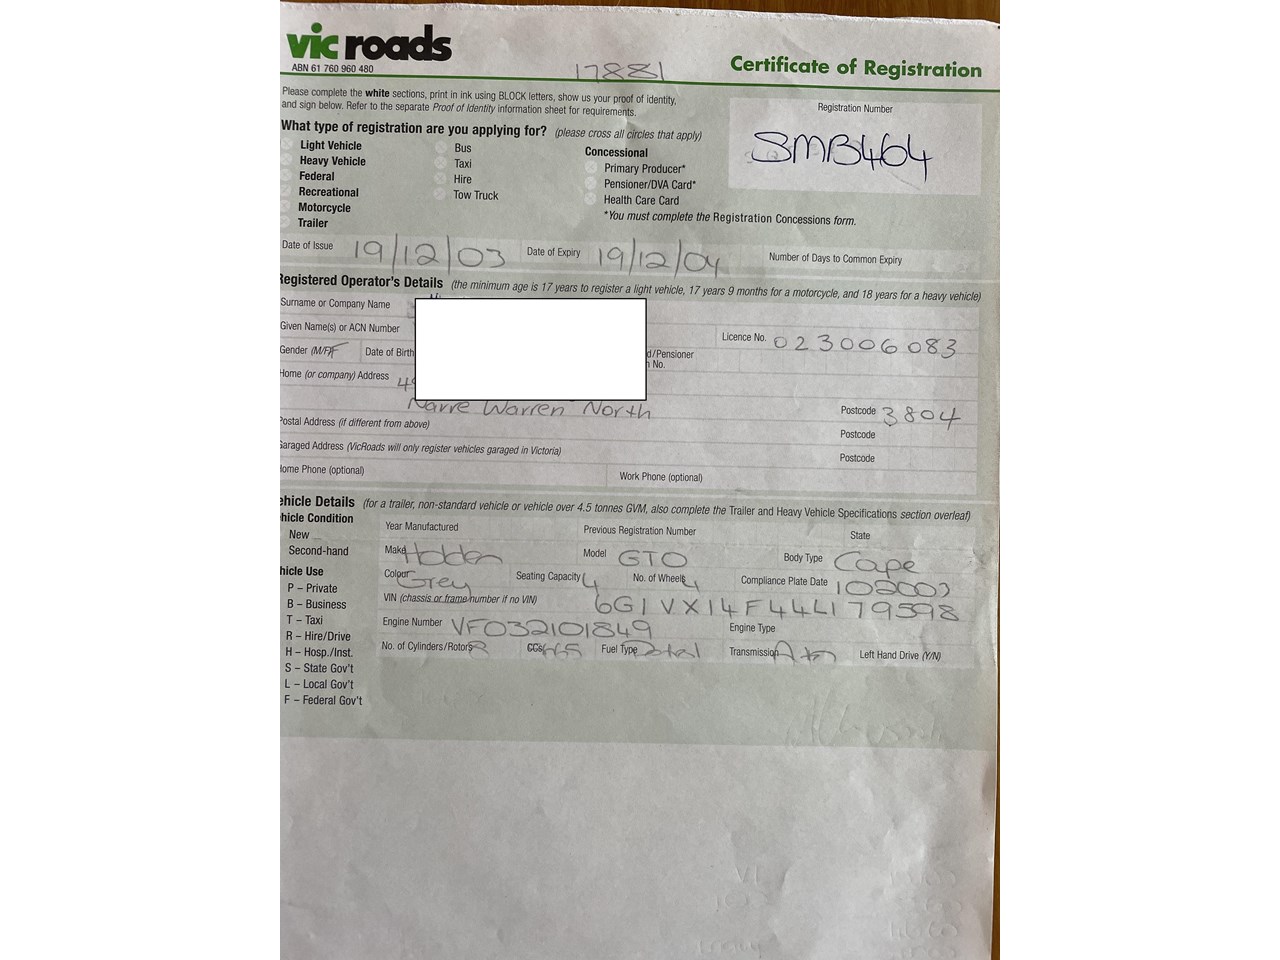 vic roads
ABN 61 760 960 480
17881
Certificate of Registration
Please complete the white sections, print in ink using BLOCK letters, show us your proof of identity,
and sign below. Refer to the separate Proof of Identity information sheet for requirements.
Registration Number
SMB464
What type of registration are you applying for? (please cross all circles that apply)
Light Vehicle
Heavy Vehicle
Federal
Recreational
Motorcycle
Trailer
Bus
Taxi
Hire
Tow Truck
Concessional
Primary Producer*
Pensioner/DVA Card*
Health Care Card
*You must complete the Registration Concessions form.
Date of Issue 19/12/03 Date of Expiry 19/12/04 Number of Days to Common Expiry
Registered Operator's Details (the minimum age is 17 years to register a light vehicle, 17 years 9 months for a motorcycle, and 18 years for a heavy vehicle)
Surname or Company Name
Given Name(s) or ACN Number
Licence No. 023006083
Gender (M/F) F Date of Birth d/Pensioner
No.
Home (or company) Address 49
Narre Warren North Postcode 3804
Postal Address (if different from above) Postcode
Garaged Address (VicRoads will only register vehicles garaged in Victoria) Postcode
Home Phone (optional) Work Phone (optional)
Vehicle Details (for a trailer, non-standard vehicle or vehicle over 4.5 tonnes GVM, also complete the Trailer and Heavy Vehicle Specifications section overleaf)
Vehicle Condition
New
Second-hand
Vehicle Use
P – Private
B – Business
T – Taxi
R – Hire/Drive
H – Hosp./Inst.
S – State Gov't
L – Local Gov't
F – Federal Gov't
Year Manufactured Previous Registration Number State
Make Holden Model GTO Body Type Cape
Colour Grey Seating Capacity 4 No. of Wheels 4 Compliance Plate Date 102003
VIN (chassis or frame number if no VIN) 6G1VX14F44L179598
Engine Number VF032101849 Engine Type
No. of Cylinders/Rotors 8 CCs Fuel Type Transmission Left Hand Drive (Y/N)